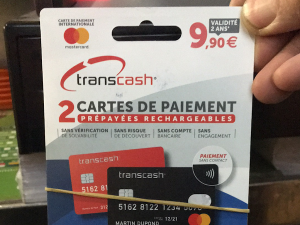 CARTE DE PAIEMENT
INTERNATIONALE
mastercard
VALIDITÉ
2 ANS*
9,90€
transcash
2 CARTES DE PAIEMENT
PRÉPAYÉES RECHARGEABLES
SANS VÉRIFICATION
DE SOLVABILITÉ
SANS RISQUE
DE DÉCOUVERT
SANS COMPTE
BANCAIRE
SANS
ENGAGEMENT
transcash
5162 81
PAIEMENT
SANS CONTACT
transcash
5162 8122 1234
12/21
MARTIN DUPOND